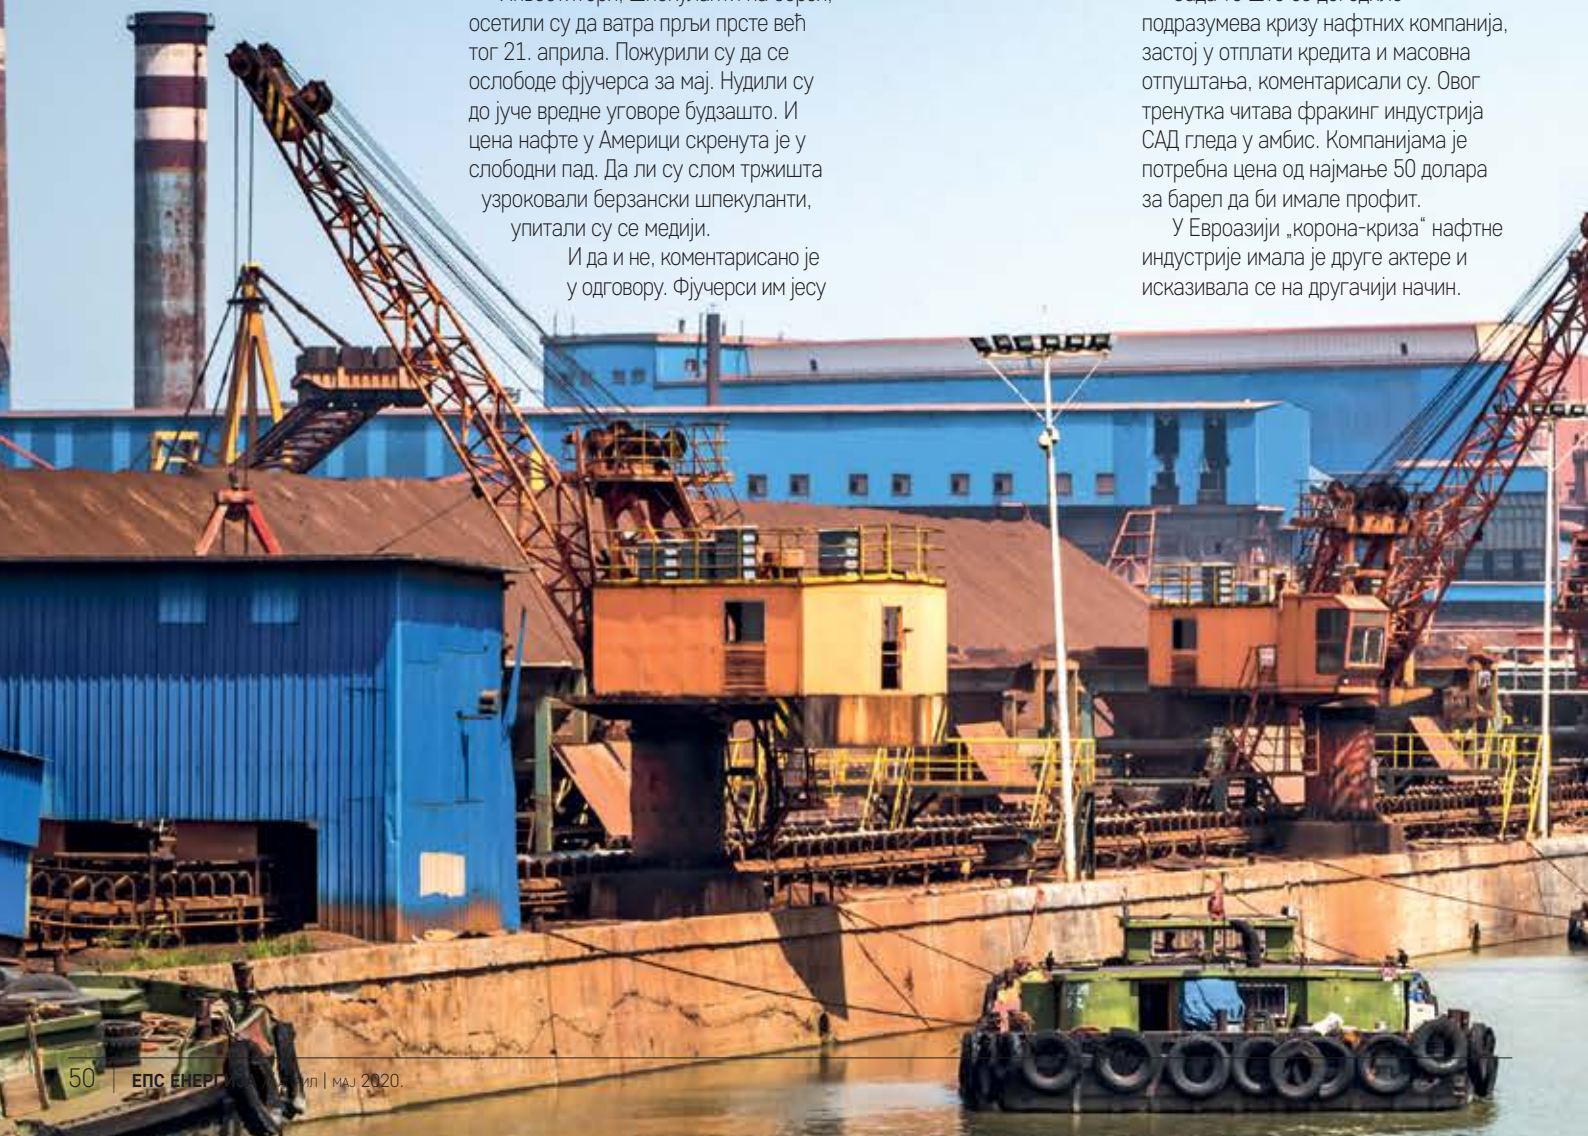 осетили су да ватра прљи прсте већ
тог 21. априла. Пожурили су да се
ослободе фјучерса за мај. Нудили су
до јуче вредне уговоре будзашто. И
цена нафте у Америци скренута је у
слободни пад. Да ли су слом тржишта
узроковали берзански шпекуланти,
упитали су се медији.
И да и не, коментарисано је
у одговору. Фјучерси им јесу
подразумева кризу нафтних компанија,
застој у отплати кредита и масовна
отпуштања, коментарисали су. Овог
тренутка читава фракинг индустрија
САД гледа у амбис. Компанијама је
потребна цена од најмање 50 долара
за барел да би имале профит.
У Евроазији „корона-криза“ нафтне
индустрије имала је друге актере и
исказивала се на другачији начин.
50 | ЕПС ЕНЕРГИЈА | мај 2020.